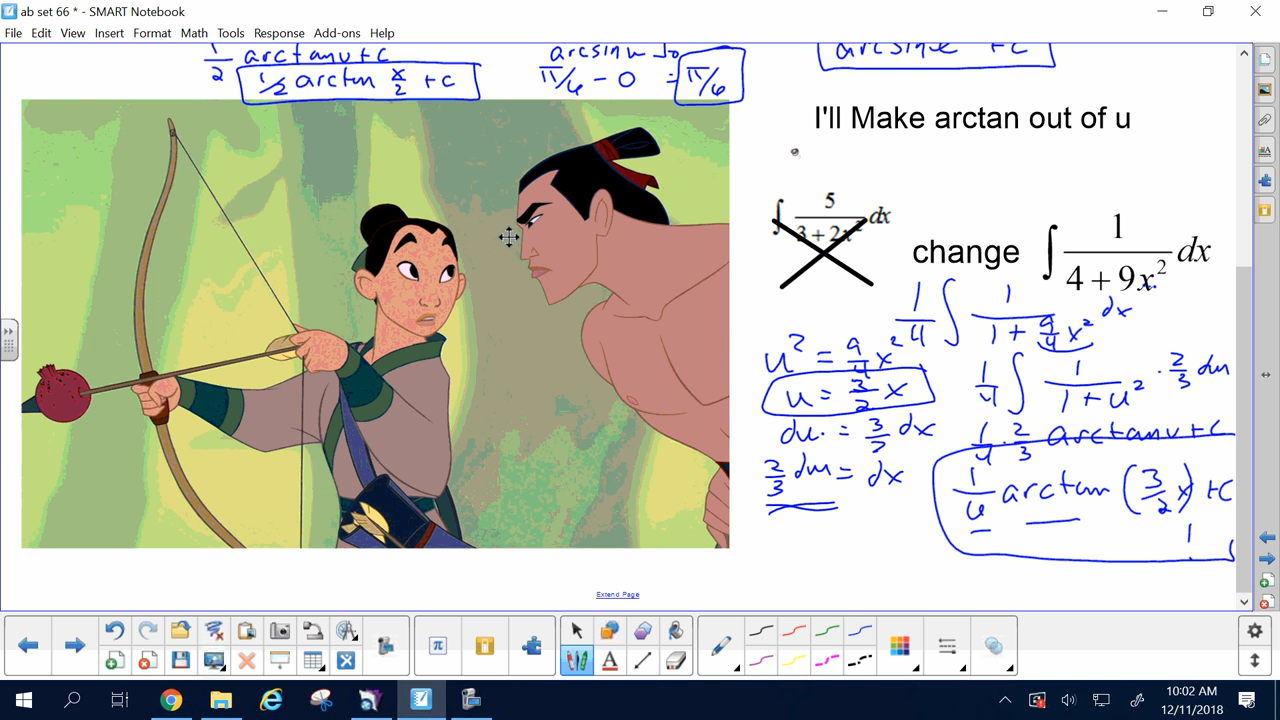 ab set 66 * - SMART Notebook
File Edit View Insert Format Math Tools Response Add-ons Help
1/2 arctan u + c
1/2 arctan x/2 + c
arcsin u
π/6 - 0 = π/6
arcsin + c
I'll Make arctan out of u
∫ 5/(3 + 2x²) dx
change ∫ 1/(4 + 9x²) dx
1/4 ∫ 1/(1 + 9/4 x²) dx
u² = 9/4 x²
u = 3/2 x
du = 3/2 dx
2/3 du = dx
1/4 ∫ 1/(1 + u²) · 2/3 du
1/4 · 2/3 arctan u + c
1/6 arctan (3/2 x) + c
Extend Page
π
A
10:02 AM
12/11/2018